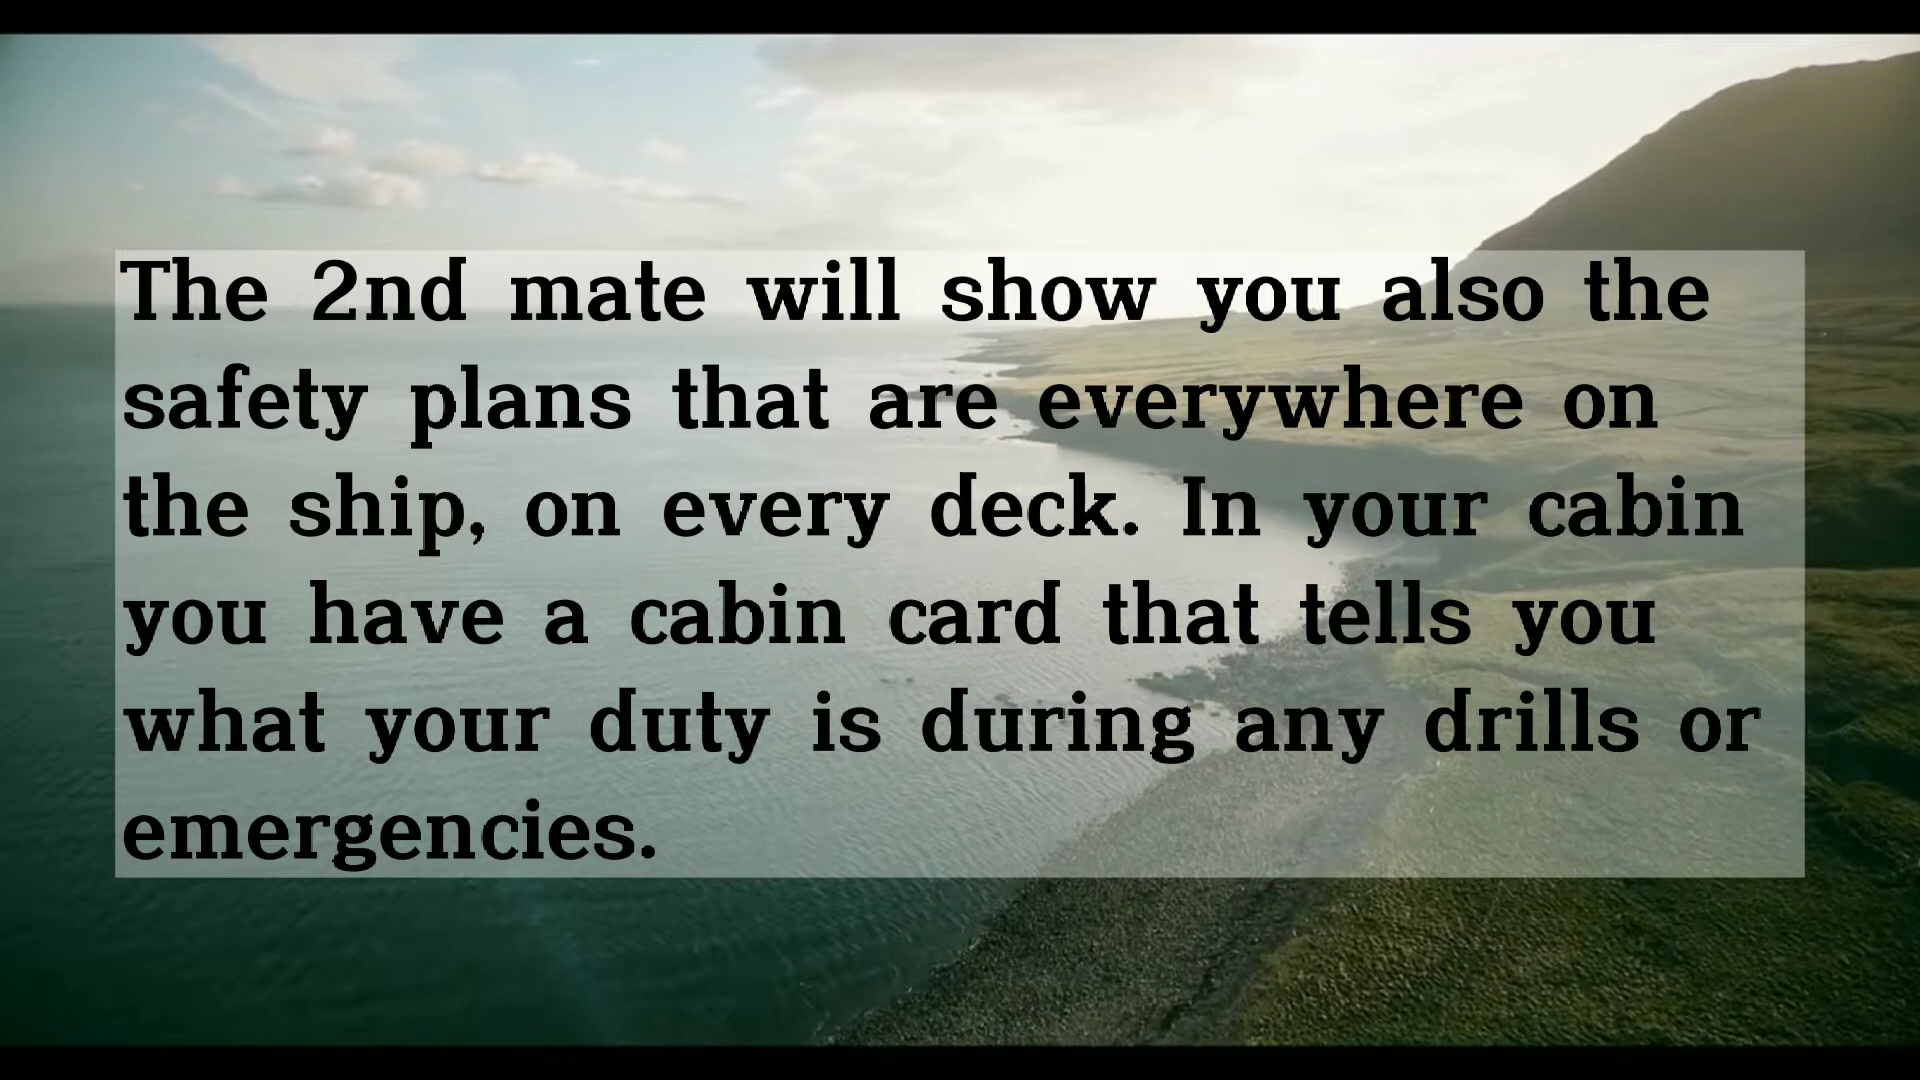 The 2nd mate will show you also the
safety plans that are everywhere on
the ship, on every deck. In your cabin
you have a cabin card that tells you
what your duty is during any drills or
emergencies.